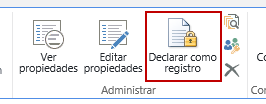 Ver
propiedades
Editar
propiedades
Declarar como
registro
Administrar